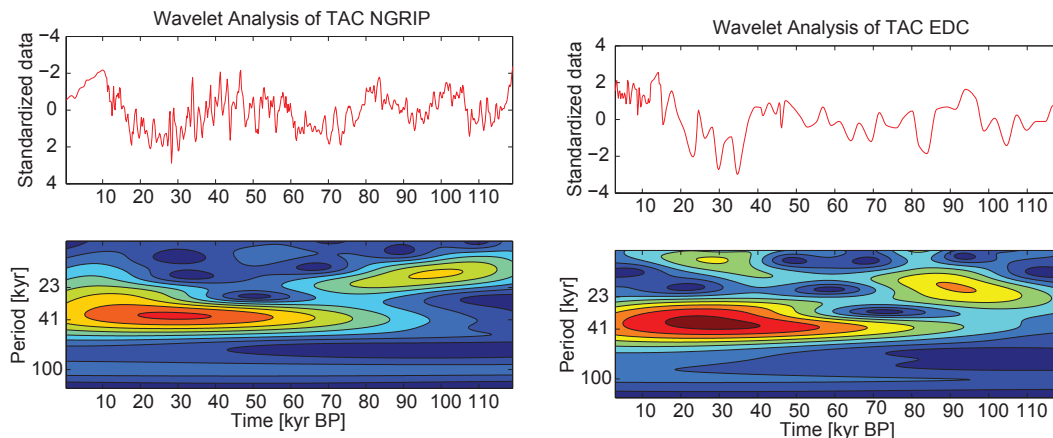 Wavelet Analysis of TAC NGRIP
Standardized data
−4
−2
0
2
4
10 20 30 40 50 60 70 80 90 100 110
Period [kyr]
23
41
100
10 20 30 40 50 60 70 80 90 100 110
Time [kyr BP]
Wavelet Analysis of TAC EDC
Standardized data
4
2
0
−2
−4
10 20 30 40 50 60 70 80 90 100 110
Period [kyr]
23
41
100
10 20 30 40 50 60 70 80 90 100 110
Time [kyr BP]